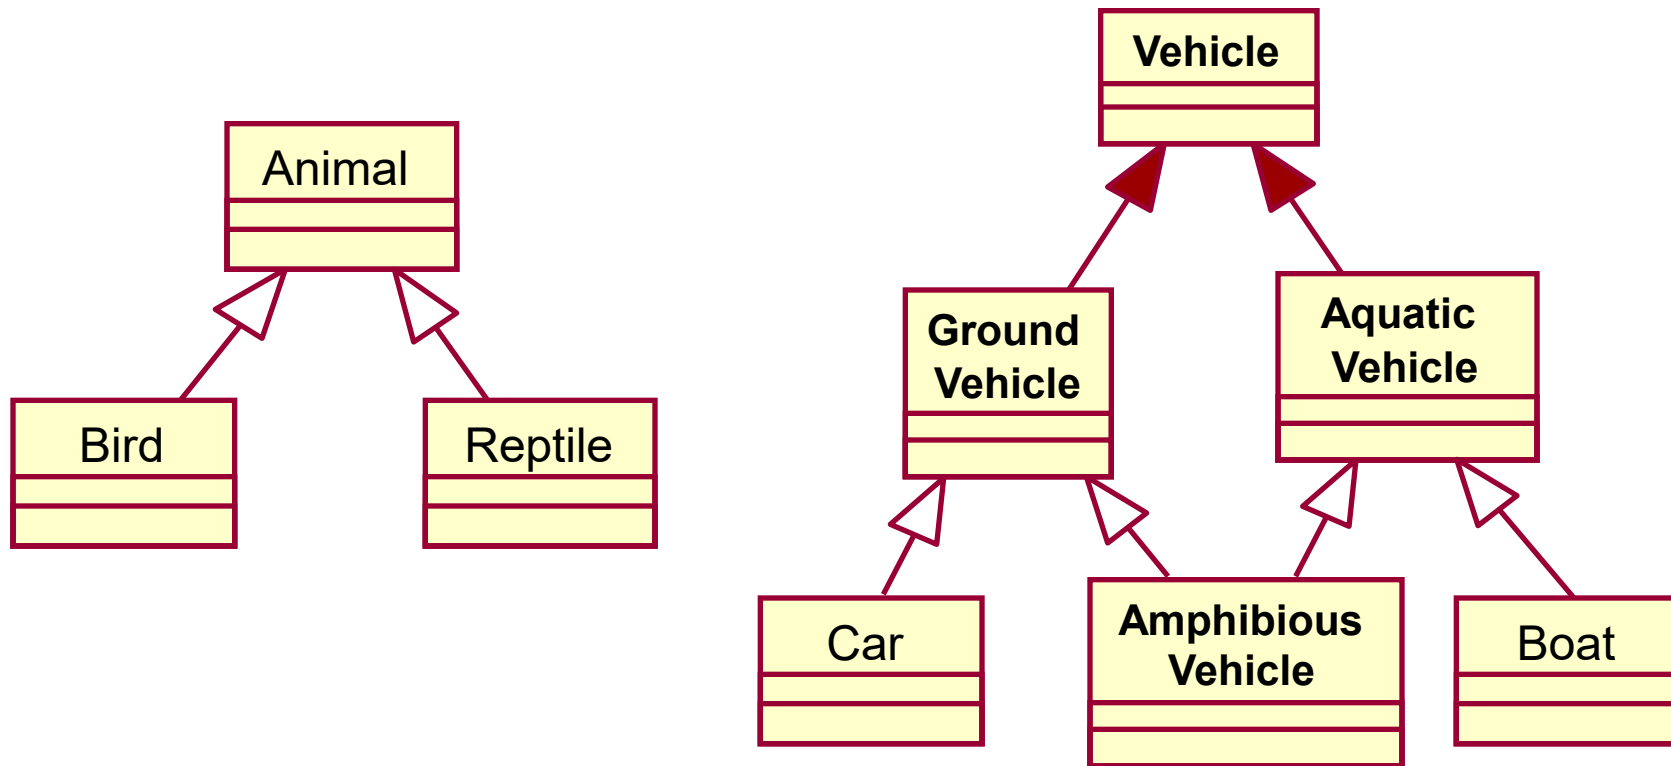 Animal
Bird
Reptile
Vehicle
Ground
Vehicle
Aquatic
Vehicle
Car
Amphibious
Vehicle
Boat